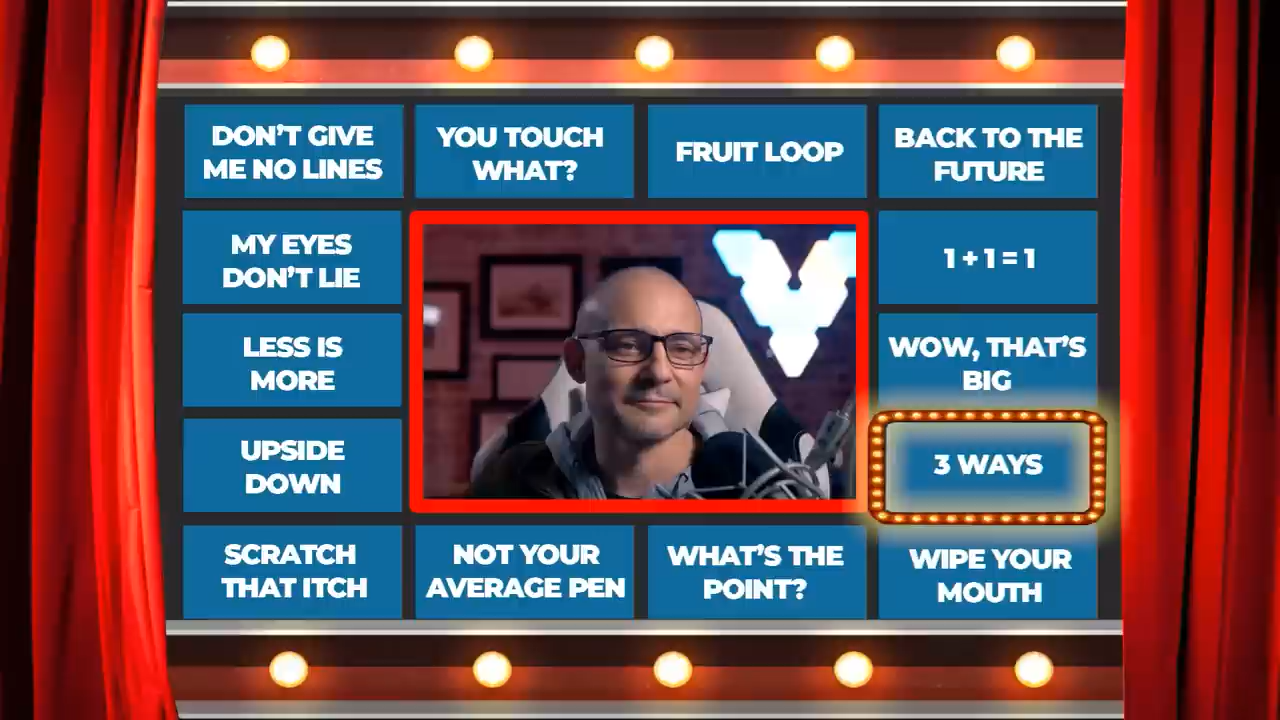 DON'T GIVE
ME NO LINES
YOU TOUCH
WHAT?
FRUIT LOOP
BACK TO THE
FUTURE
MY EYES
DON'T LIE
1 + 1 = 1
LESS IS
MORE
WOW, THAT'S
BIG
UPSIDE
DOWN
3 WAYS
SCRATCH
THAT ITCH
NOT YOUR
AVERAGE PEN
WHAT'S THE
POINT?
WIPE YOUR
MOUTH